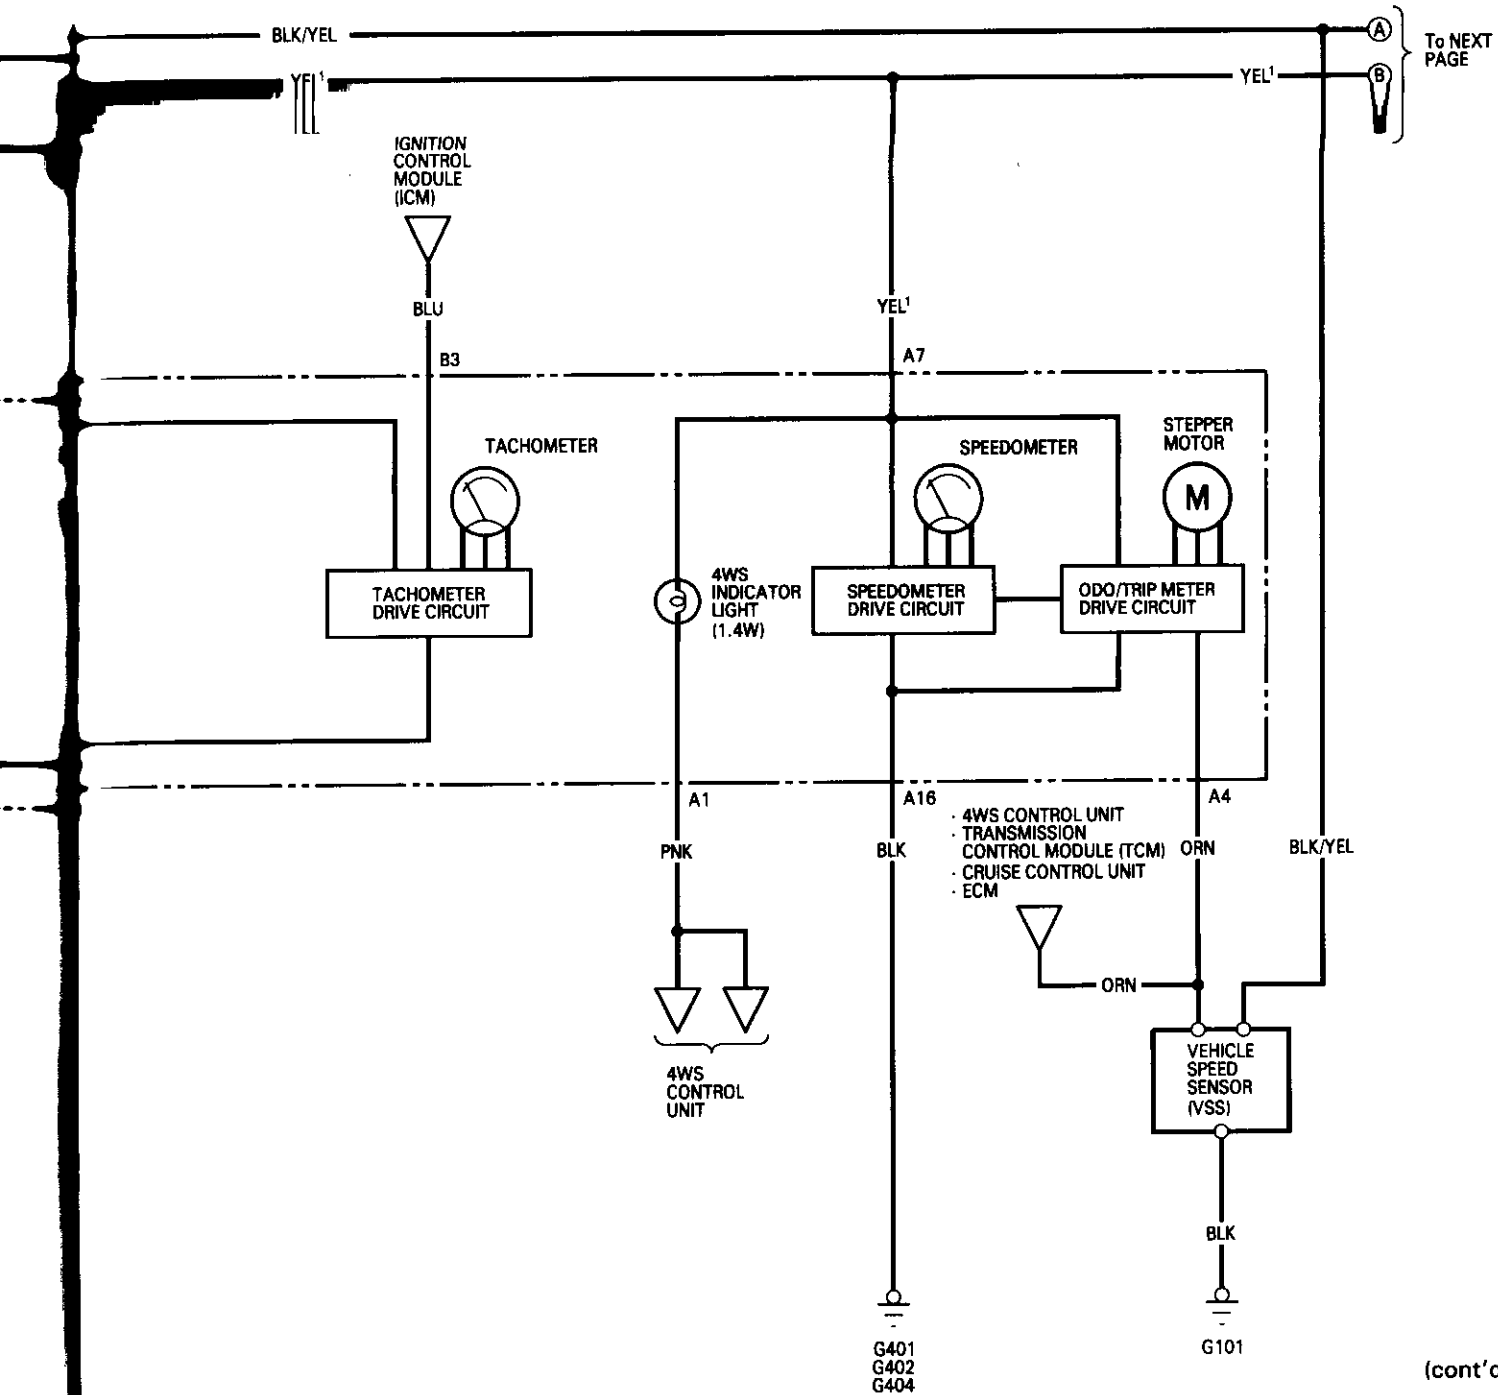 BLK/YEL
A
To NEXT
PAGE
YEL¹
YEL¹
B
IGNITION
CONTROL
MODULE
(ICM)
BLU
YEL¹
B3
A7
TACHOMETER
SPEEDOMETER
STEPPER
MOTOR
M
TACHOMETER
DRIVE CIRCUIT
4WS
INDICATOR
LIGHT
(1.4W)
SPEEDOMETER
DRIVE CIRCUIT
ODO/TRIP METER
DRIVE CIRCUIT
A1
A16
A4
· 4WS CONTROL UNIT
· TRANSMISSION
CONTROL MODULE (TCM)
· CRUISE CONTROL UNIT
· ECM
PNK
BLK
ORN
BLK/YEL
ORN
4WS
CONTROL
UNIT
VEHICLE
SPEED
SENSOR
(VSS)
BLK
G401
G402
G404
G101
(cont'd